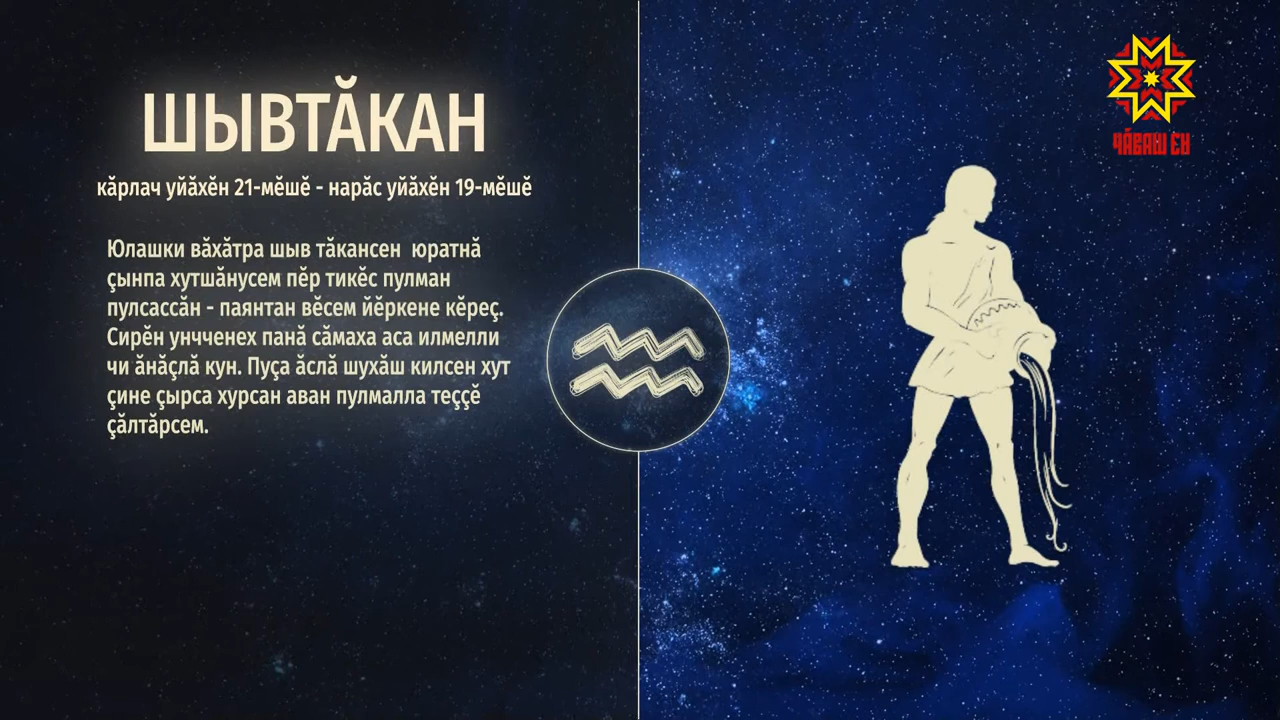 ШЫВТӐКАН
кӑрлач уйӑхӗн 21-мӗшӗ - нарӑс уйӑхӗн 19-мӗшӗ
Юлашки вӑхӑтра шыв тӑкансен юратнӑ
ҫынпа хутшӑнусем пӗр тикӗс пулман
пулсассӑн - паянтан вӗсем йӗркене кӗреҫ.
Сирӗн унчченех панӑ сӑмаха аса илмелли
чи ӑнӑҫлӑ кун. Пуҫа ӑслӑ шухӑш килсен хут
ҫине ҫырса хурсан аван пулмалла теҫҫӗ
ҫӑлтӑрсем.
ЧӐВАШ ЕН